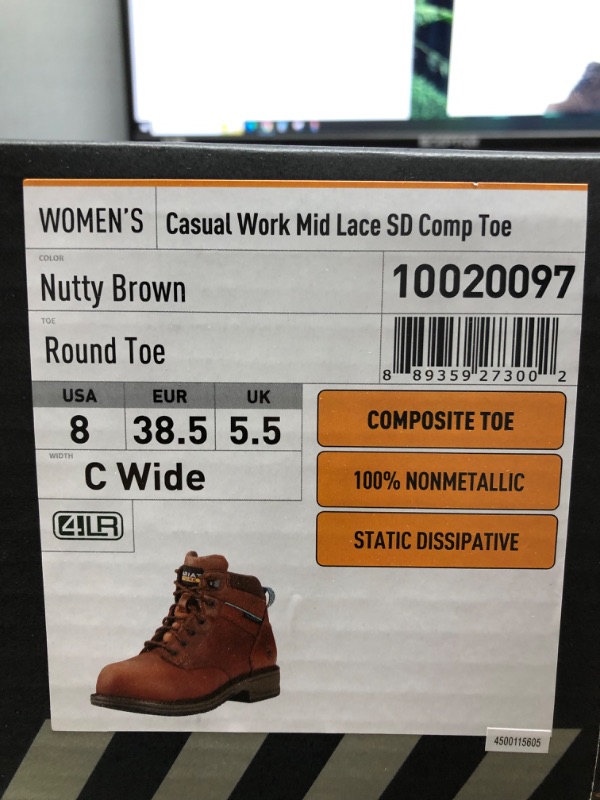 WOMEN'S Casual Work Mid Lace SD Comp Toe
COLOR
Nutty Brown
10020097
TOE
Round Toe
8 89359 27300 2
USA EUR UK
8 38.5 5.5
WIDTH
C Wide
COMPOSITE TOE
100% NONMETALLIC
STATIC DISSIPATIVE
4LR
4500115605